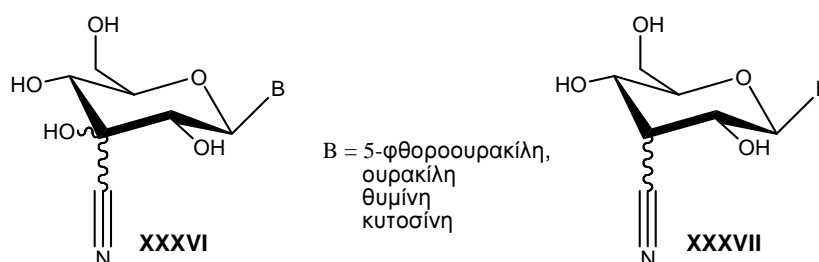 OH
HO
O
B
HO
OH
N
XXXVI
B = 5-φθοροουρακίλη,
ουρακίλη
θυμίνη
κυτοσίνη
OH
HO
O
OH
N
XXXVII